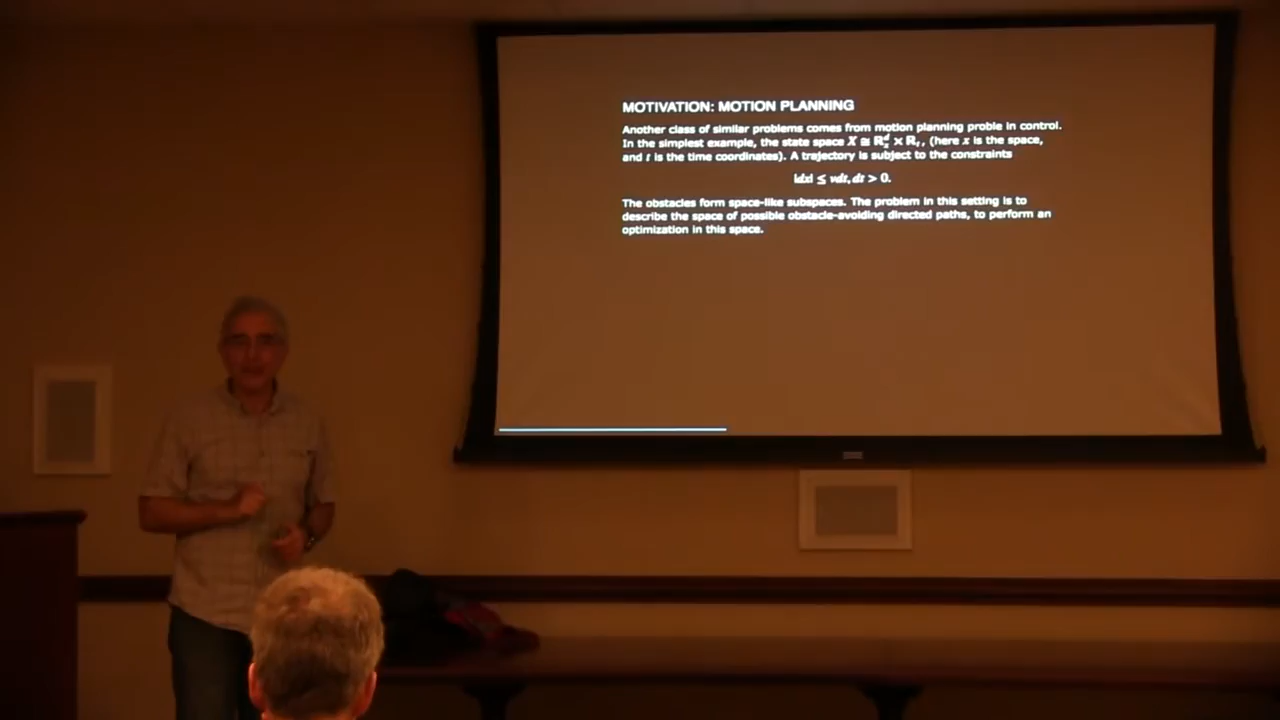 MOTIVATION: MOTION PLANNING
Another class of similar problems comes from motion planning proble in control.
In the simplest example, the state space X ≅ ℝ_x^d × ℝ_t, (here x is the space,
and t is the time coordinates). A trajectory is subject to the constraints
|dx| ≤ vdt, dt > 0.
The obstacles form space-like subspaces. The problem in this setting is to
describe the space of possible obstacle-avoiding directed paths, to perform an
optimization in this space.